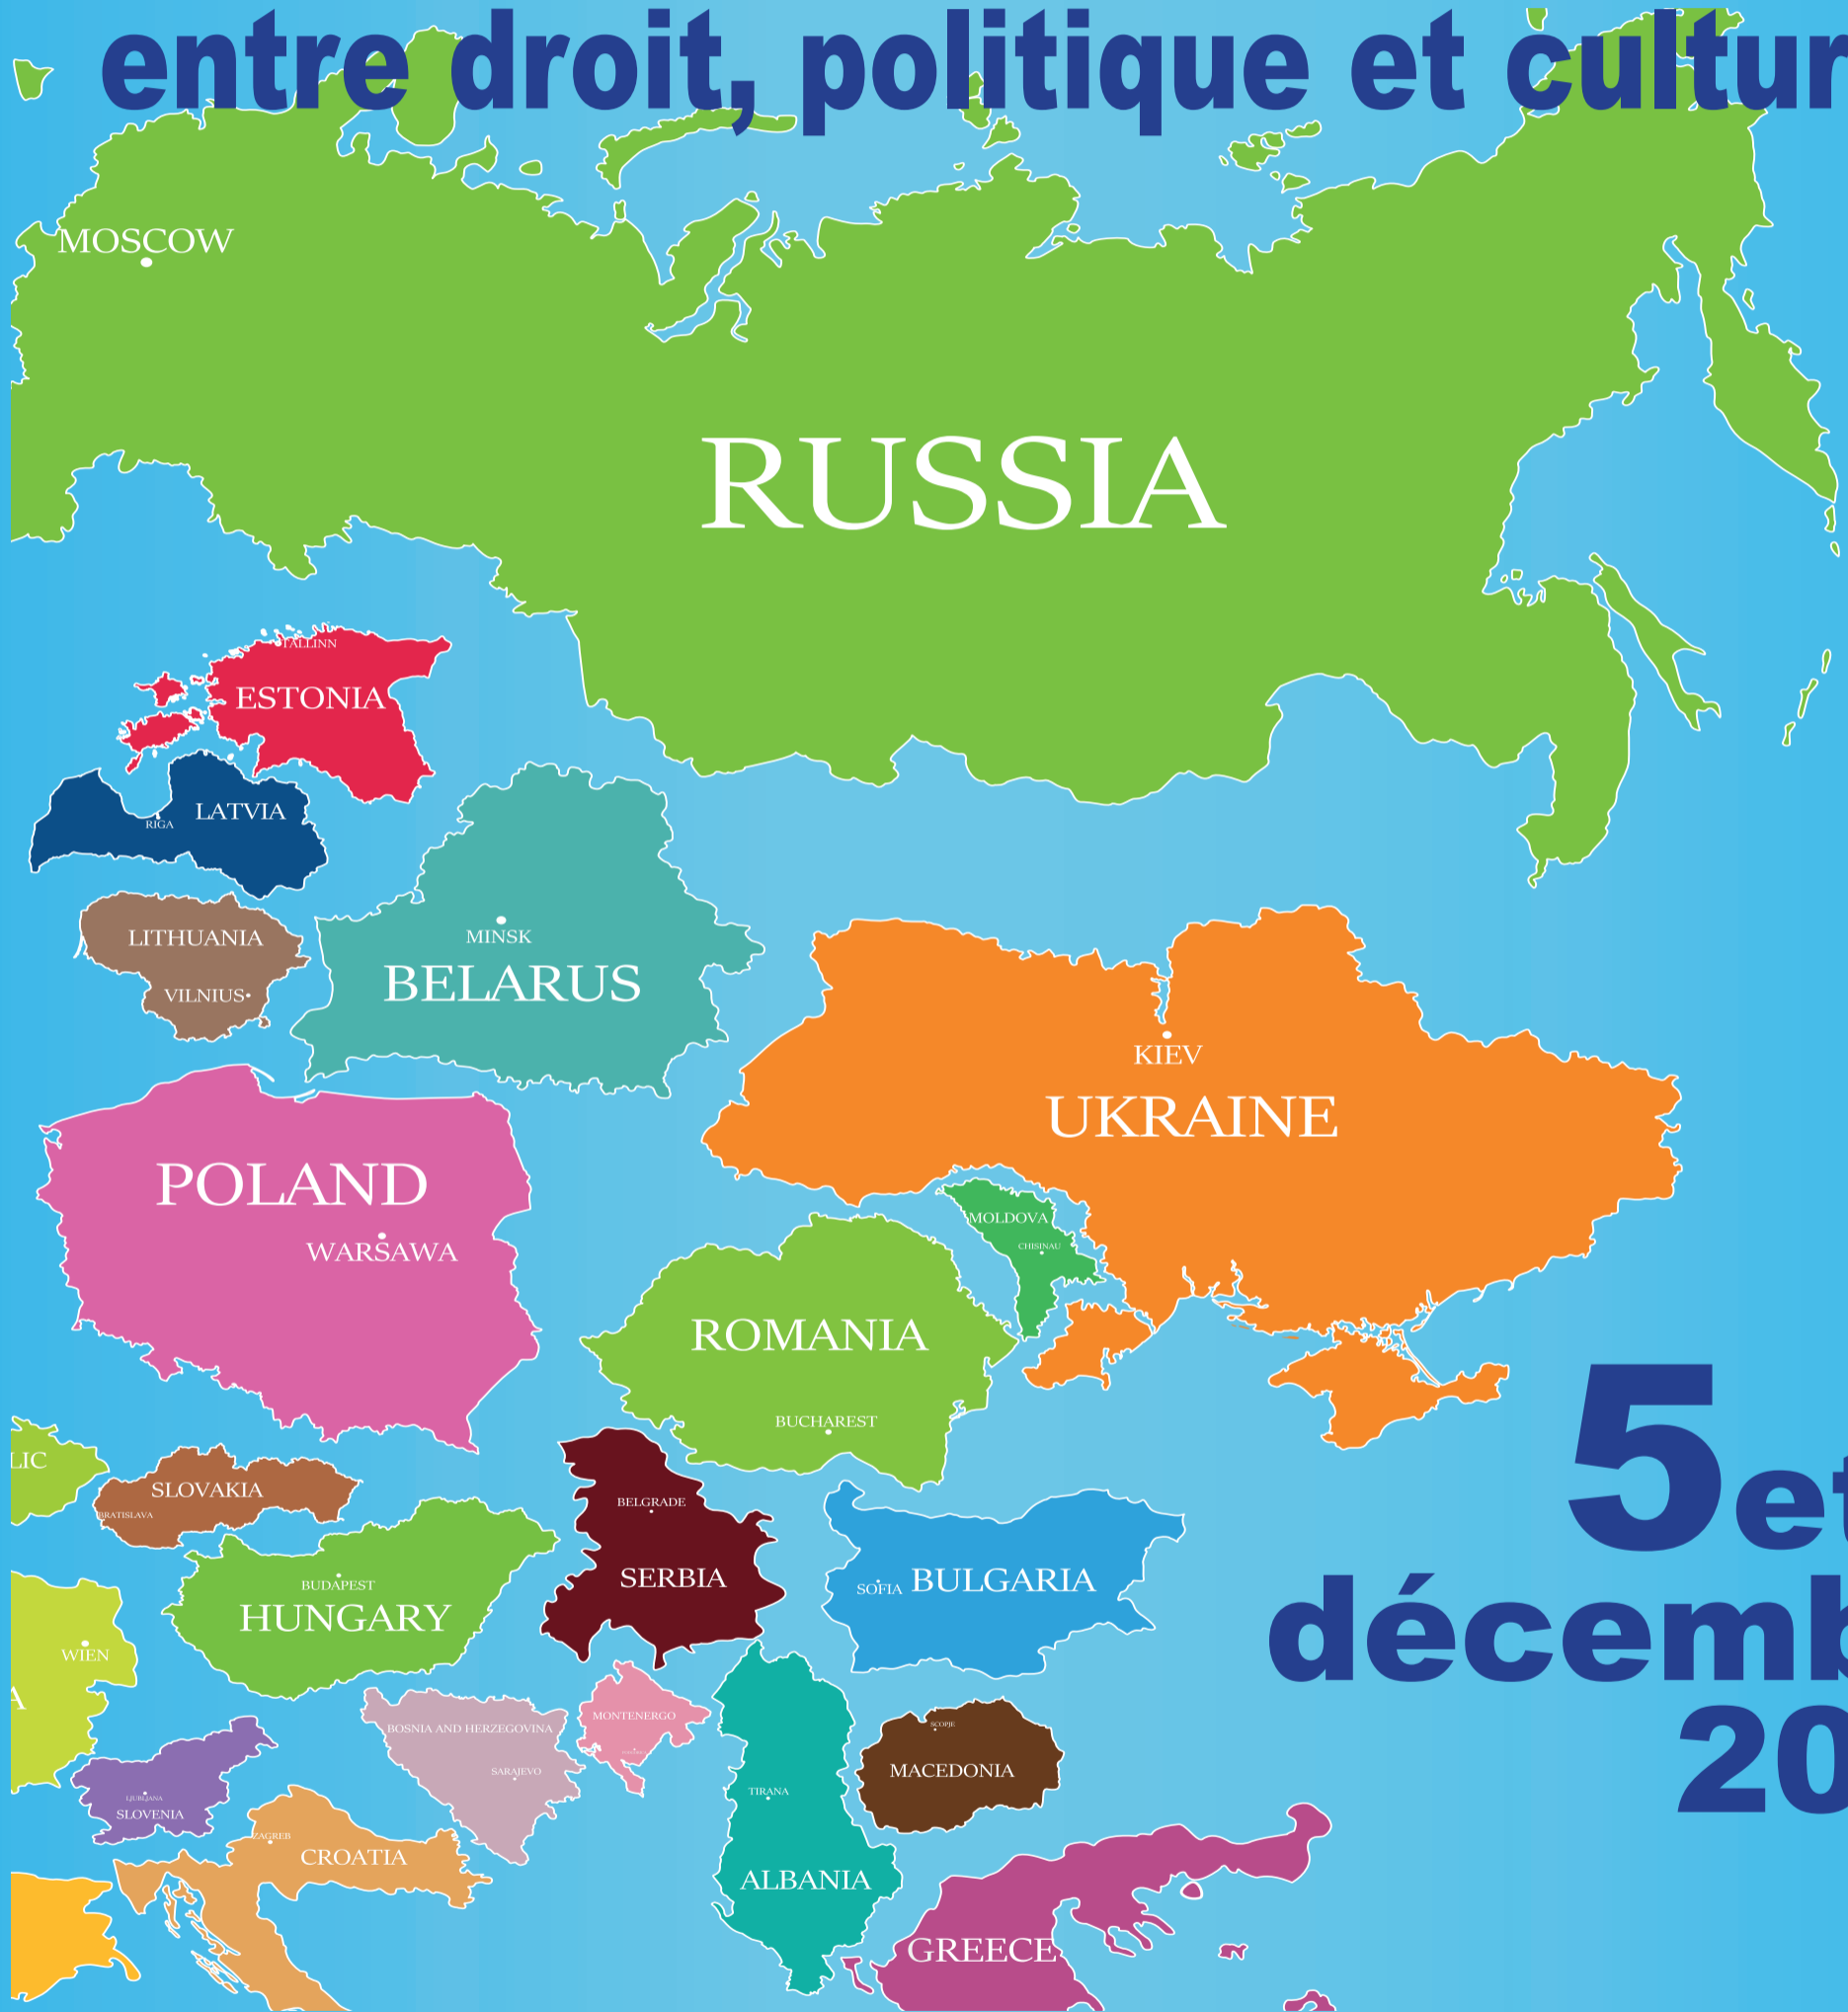 entre droit, politique et cultur
MOSCOW
RUSSIA
TALLINN
ESTONIA
LATVIA
RIGA
LITHUANIA
VILNIUS
MINSK
BELARUS
KIEV
UKRAINE
POLAND
WARSAWA
MOLDOVA
CHISINAU
ROMANIA
BUCHAREST
5 et
décemb
20
LIC
SLOVAKIA
BRATISLAVA
BELGRADE
SERBIA
SOFIA BULGARIA
BUDAPEST
HUNGARY
WIEN
A
BOSNIA AND HERZEGOVINA
SARAJEVO
MONTENERGO
SCOPJE
MACEDONIA
TIRANA
ALBANIA
LJUBLJANA
SLOVENIA
ZAGREB
CROATIA
GREECE